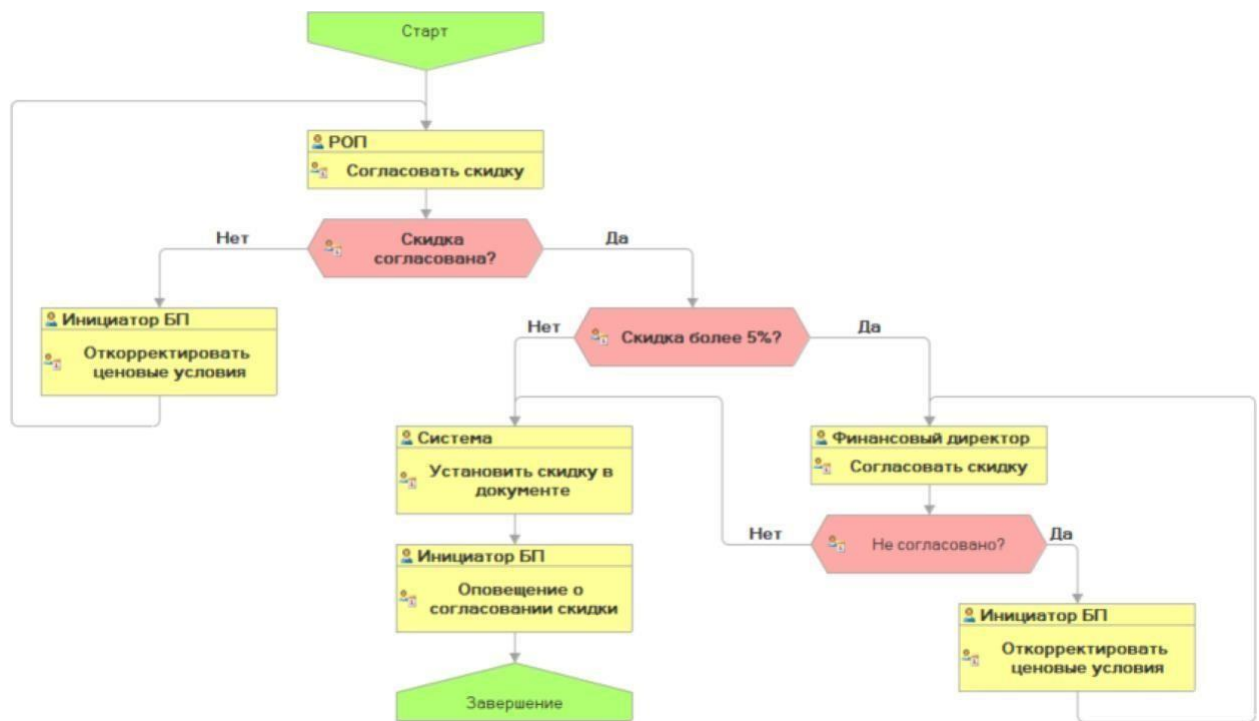 Старт
РОП
Согласовать скидку
Нет
Скидка
согласована?
Да
Инициатор БП
Откорректировать
ценовые условия
Нет
Скидка более 5%?
Да
Система
Установить скидку в
документе
Финансовый директор
Согласовать скидку
Нет
Не согласовано?
Да
Инициатор БП
Оповещение о
согласовании скидки
Инициатор БП
Откорректировать
ценовые условия
Завершение